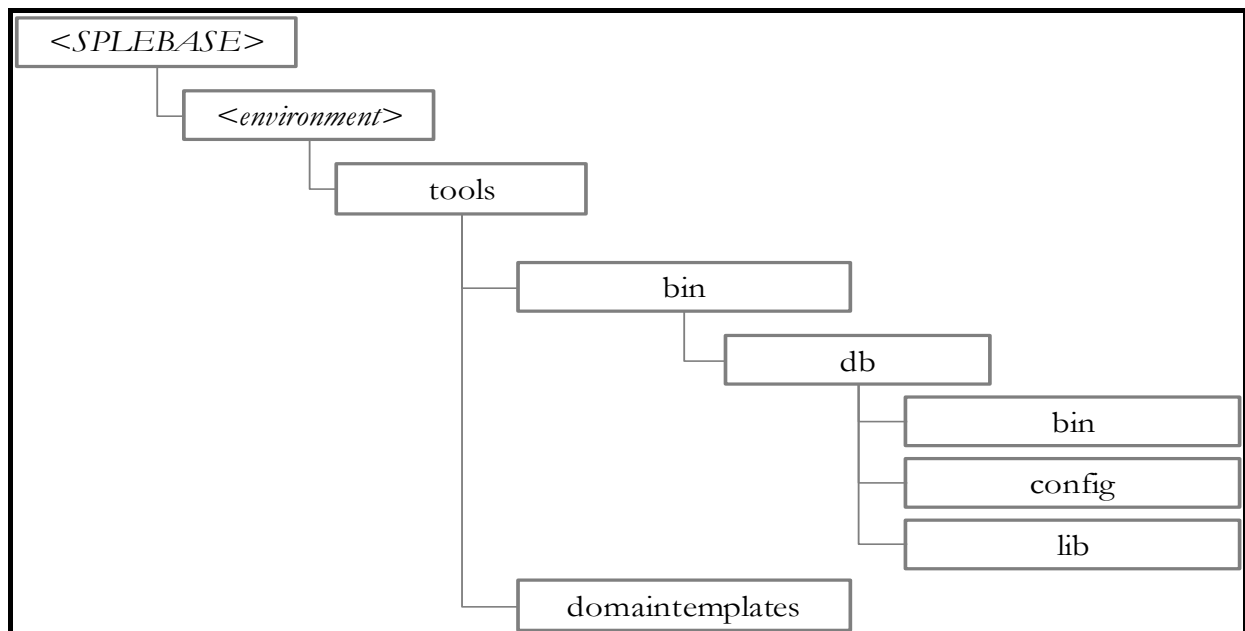 <SPLEBASE>
<environment>
tools
bin
db
bin
config
lib
domaintemplates